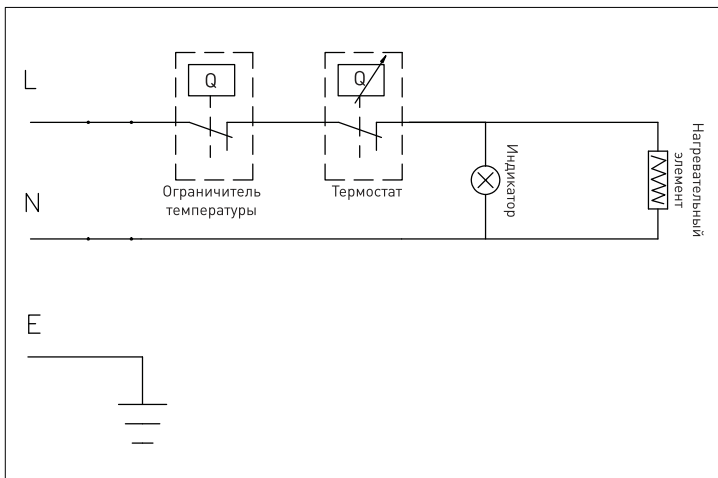 L
Q
Q
Ограничитель
температуры
Термостат
Индикатор
Нагревательный
элемент
N
E